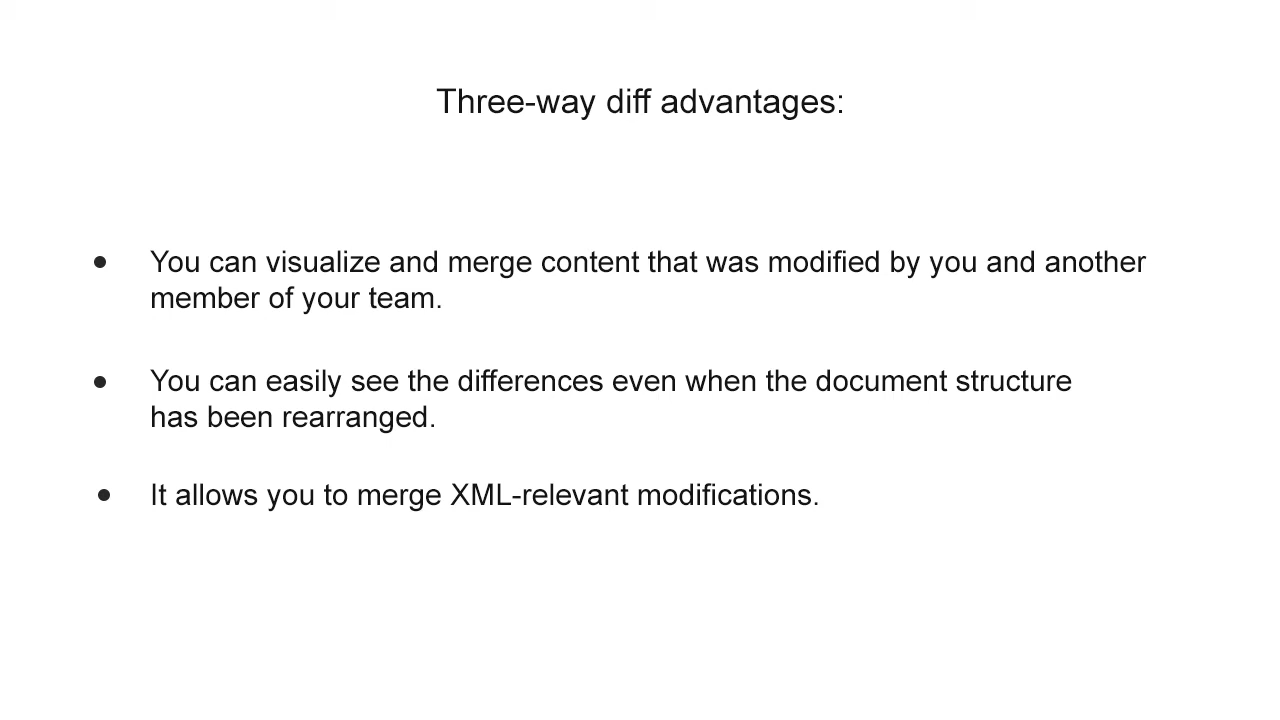 Three-way diff advantages:
● You can visualize and merge content that was modified by you and another
member of your team.
● You can easily see the differences even when the document structure
has been rearranged.
● It allows you to merge XML-relevant modifications.